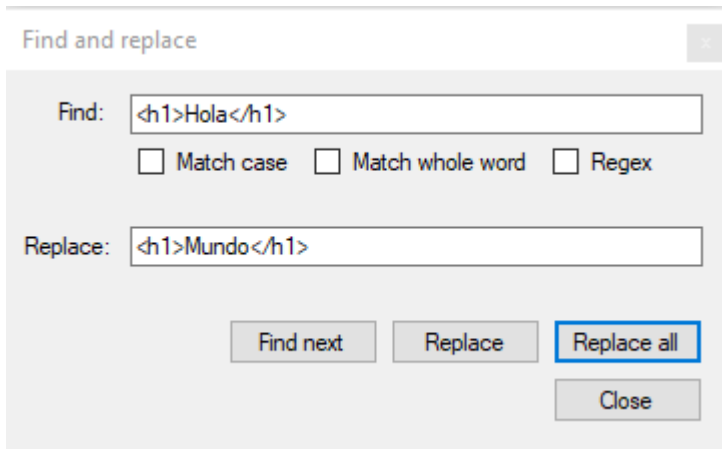 Find and replace
x
Find: <h1>Hola</h1>
Match case Match whole word Regex
Replace: <h1>Mundo</h1>
Find next Replace Replace all
Close